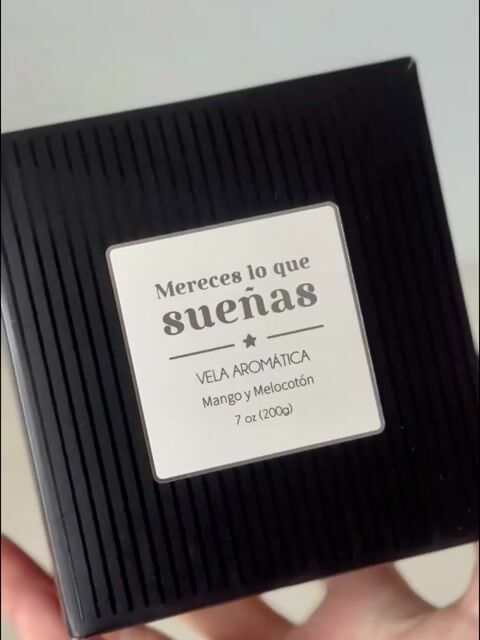 Mereces lo que
sueñas
VELA AROMÁTICA
Mango y Melocotón
7 oz (200g)